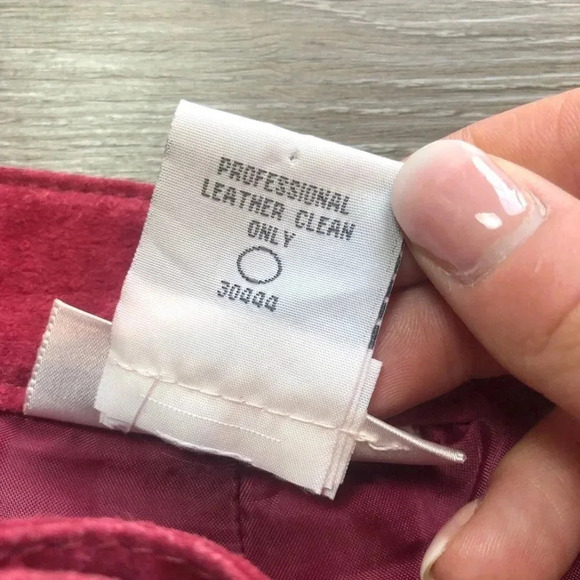 PROFESSIONAL
LEATHER CLEAN
ONLY
30444